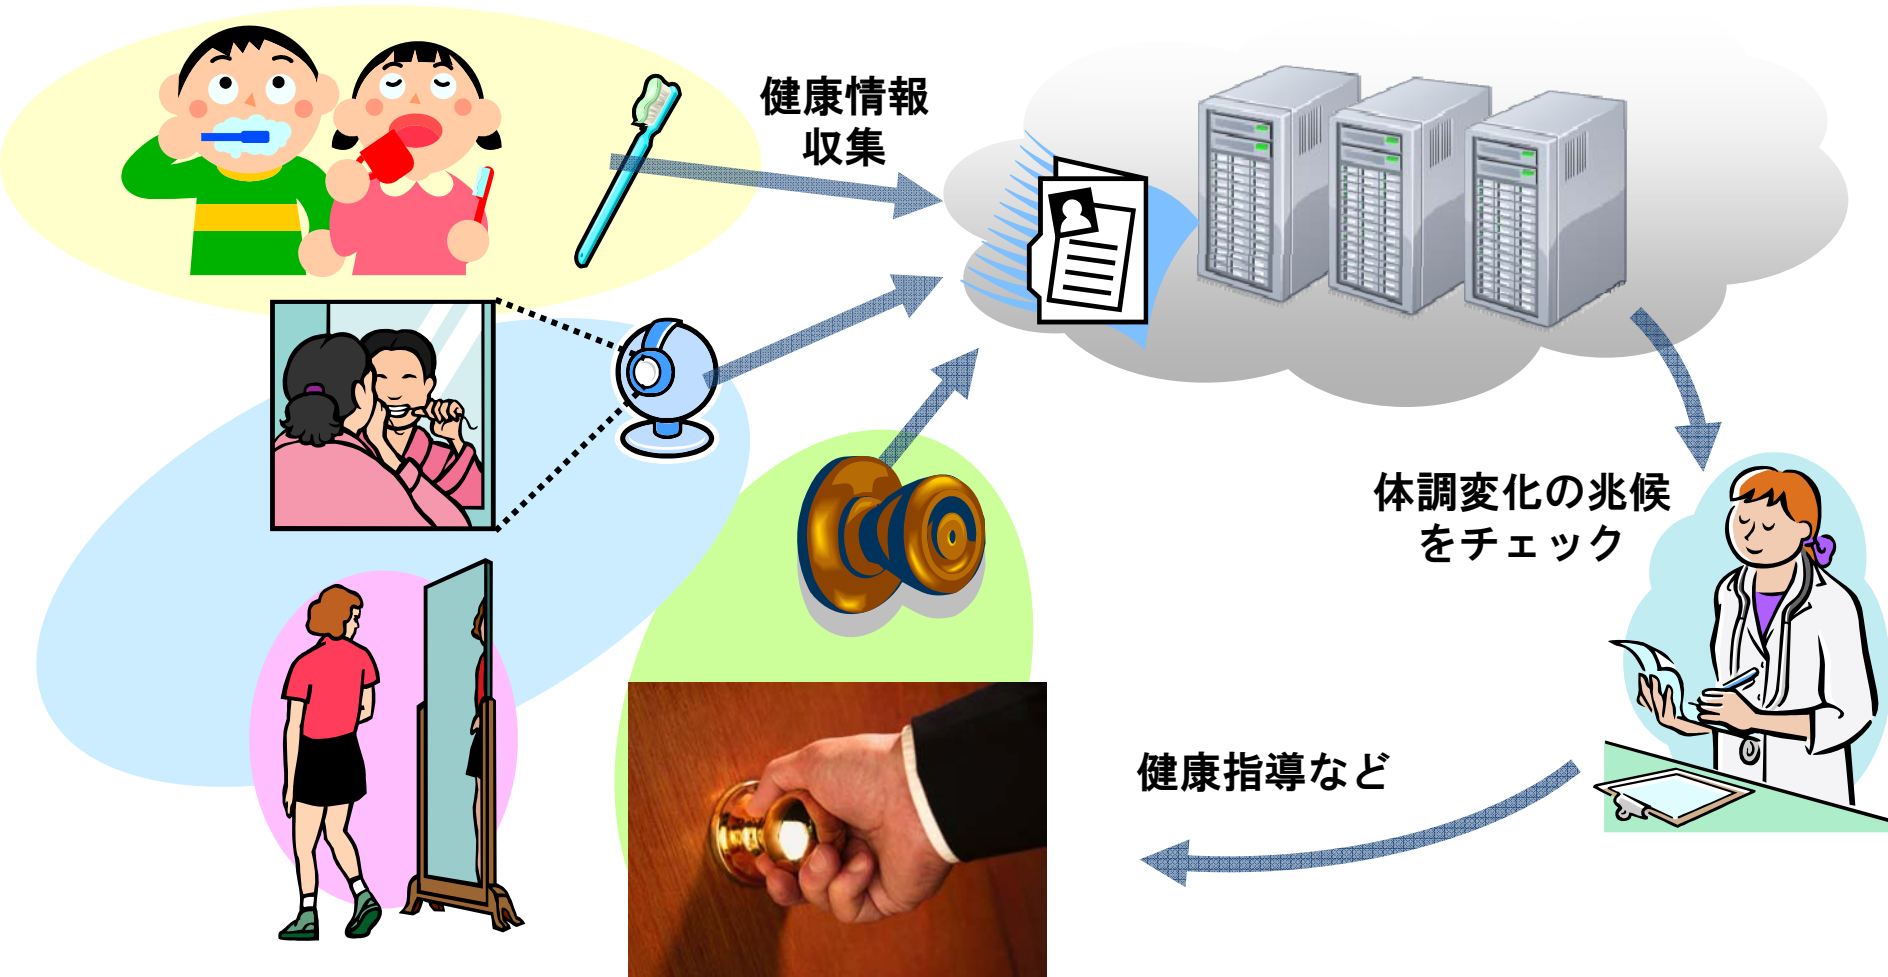 健康情報
収集
体調変化の兆候
をチェック
健康指導など